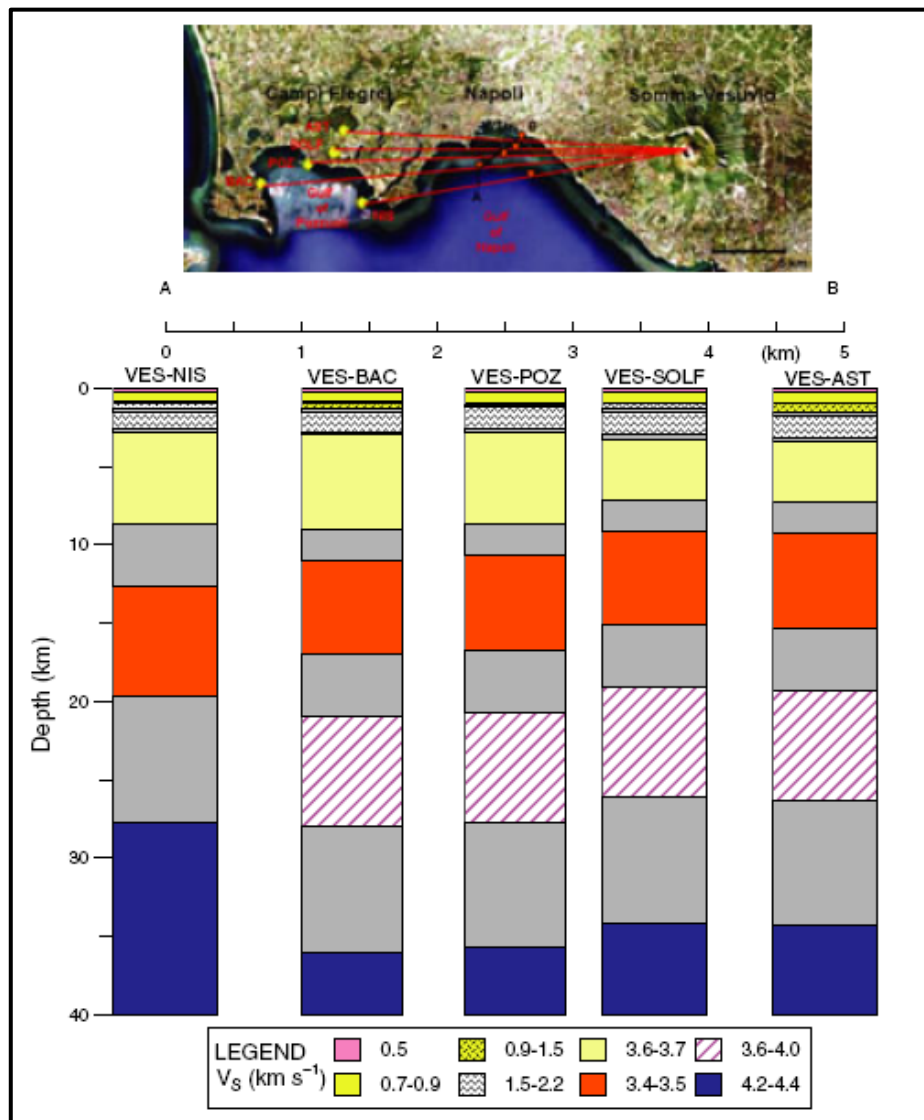 Campi Flegrei Napoli Somma-Vesuvio
AST
SOLF
POZ
BAC
NIS
Gulf
of
Pozzuoli
A
Gulf
of
Napoli
A B
0 1 2 3 4 (km) 5
VES-NIS VES-BAC VES-POZ VES-SOLF VES-AST
0
10
20
30
40
Depth (km)
LEGEND
V_S (km s⁻¹)
0.5 0.9-1.5 3.6-3.7 3.6-4.0
0.7-0.9 1.5-2.2 3.4-3.5 4.2-4.4